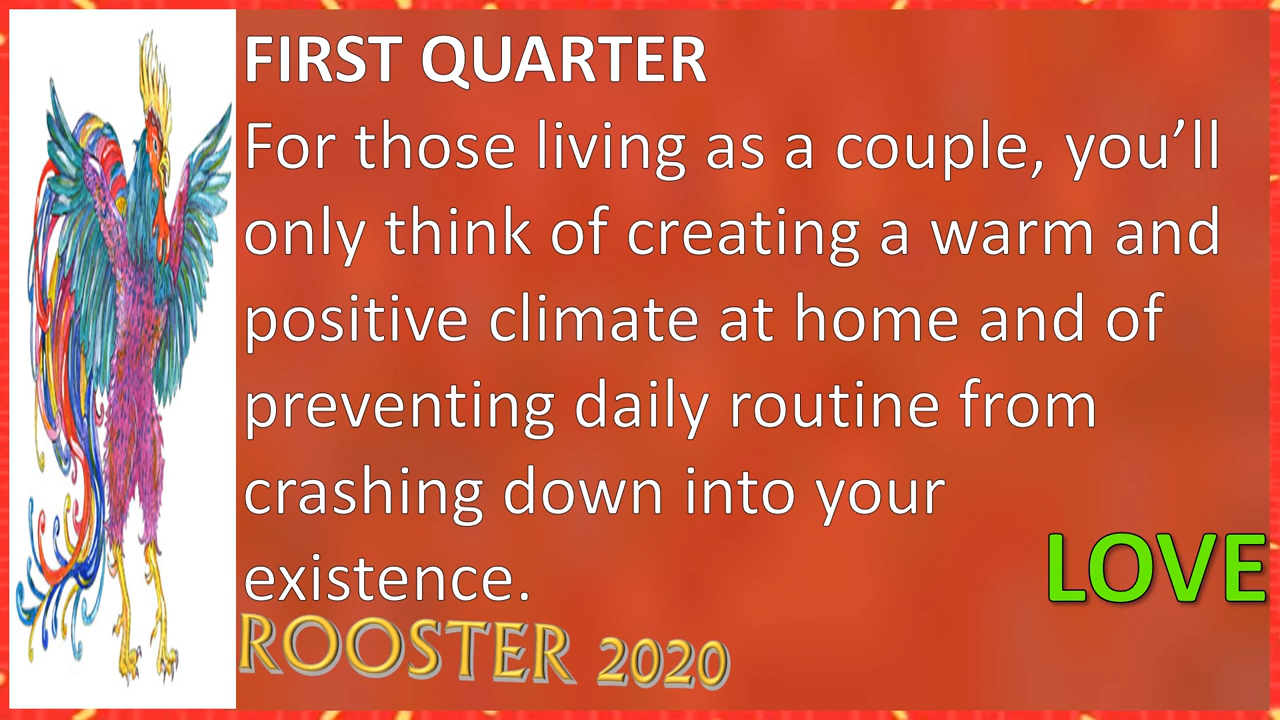 FIRST QUARTER
For those living as a couple, you’ll
only think of creating a warm and
positive climate at home and of
preventing daily routine from
crashing down into your
existence.
LOVE
ROOSTER 2020